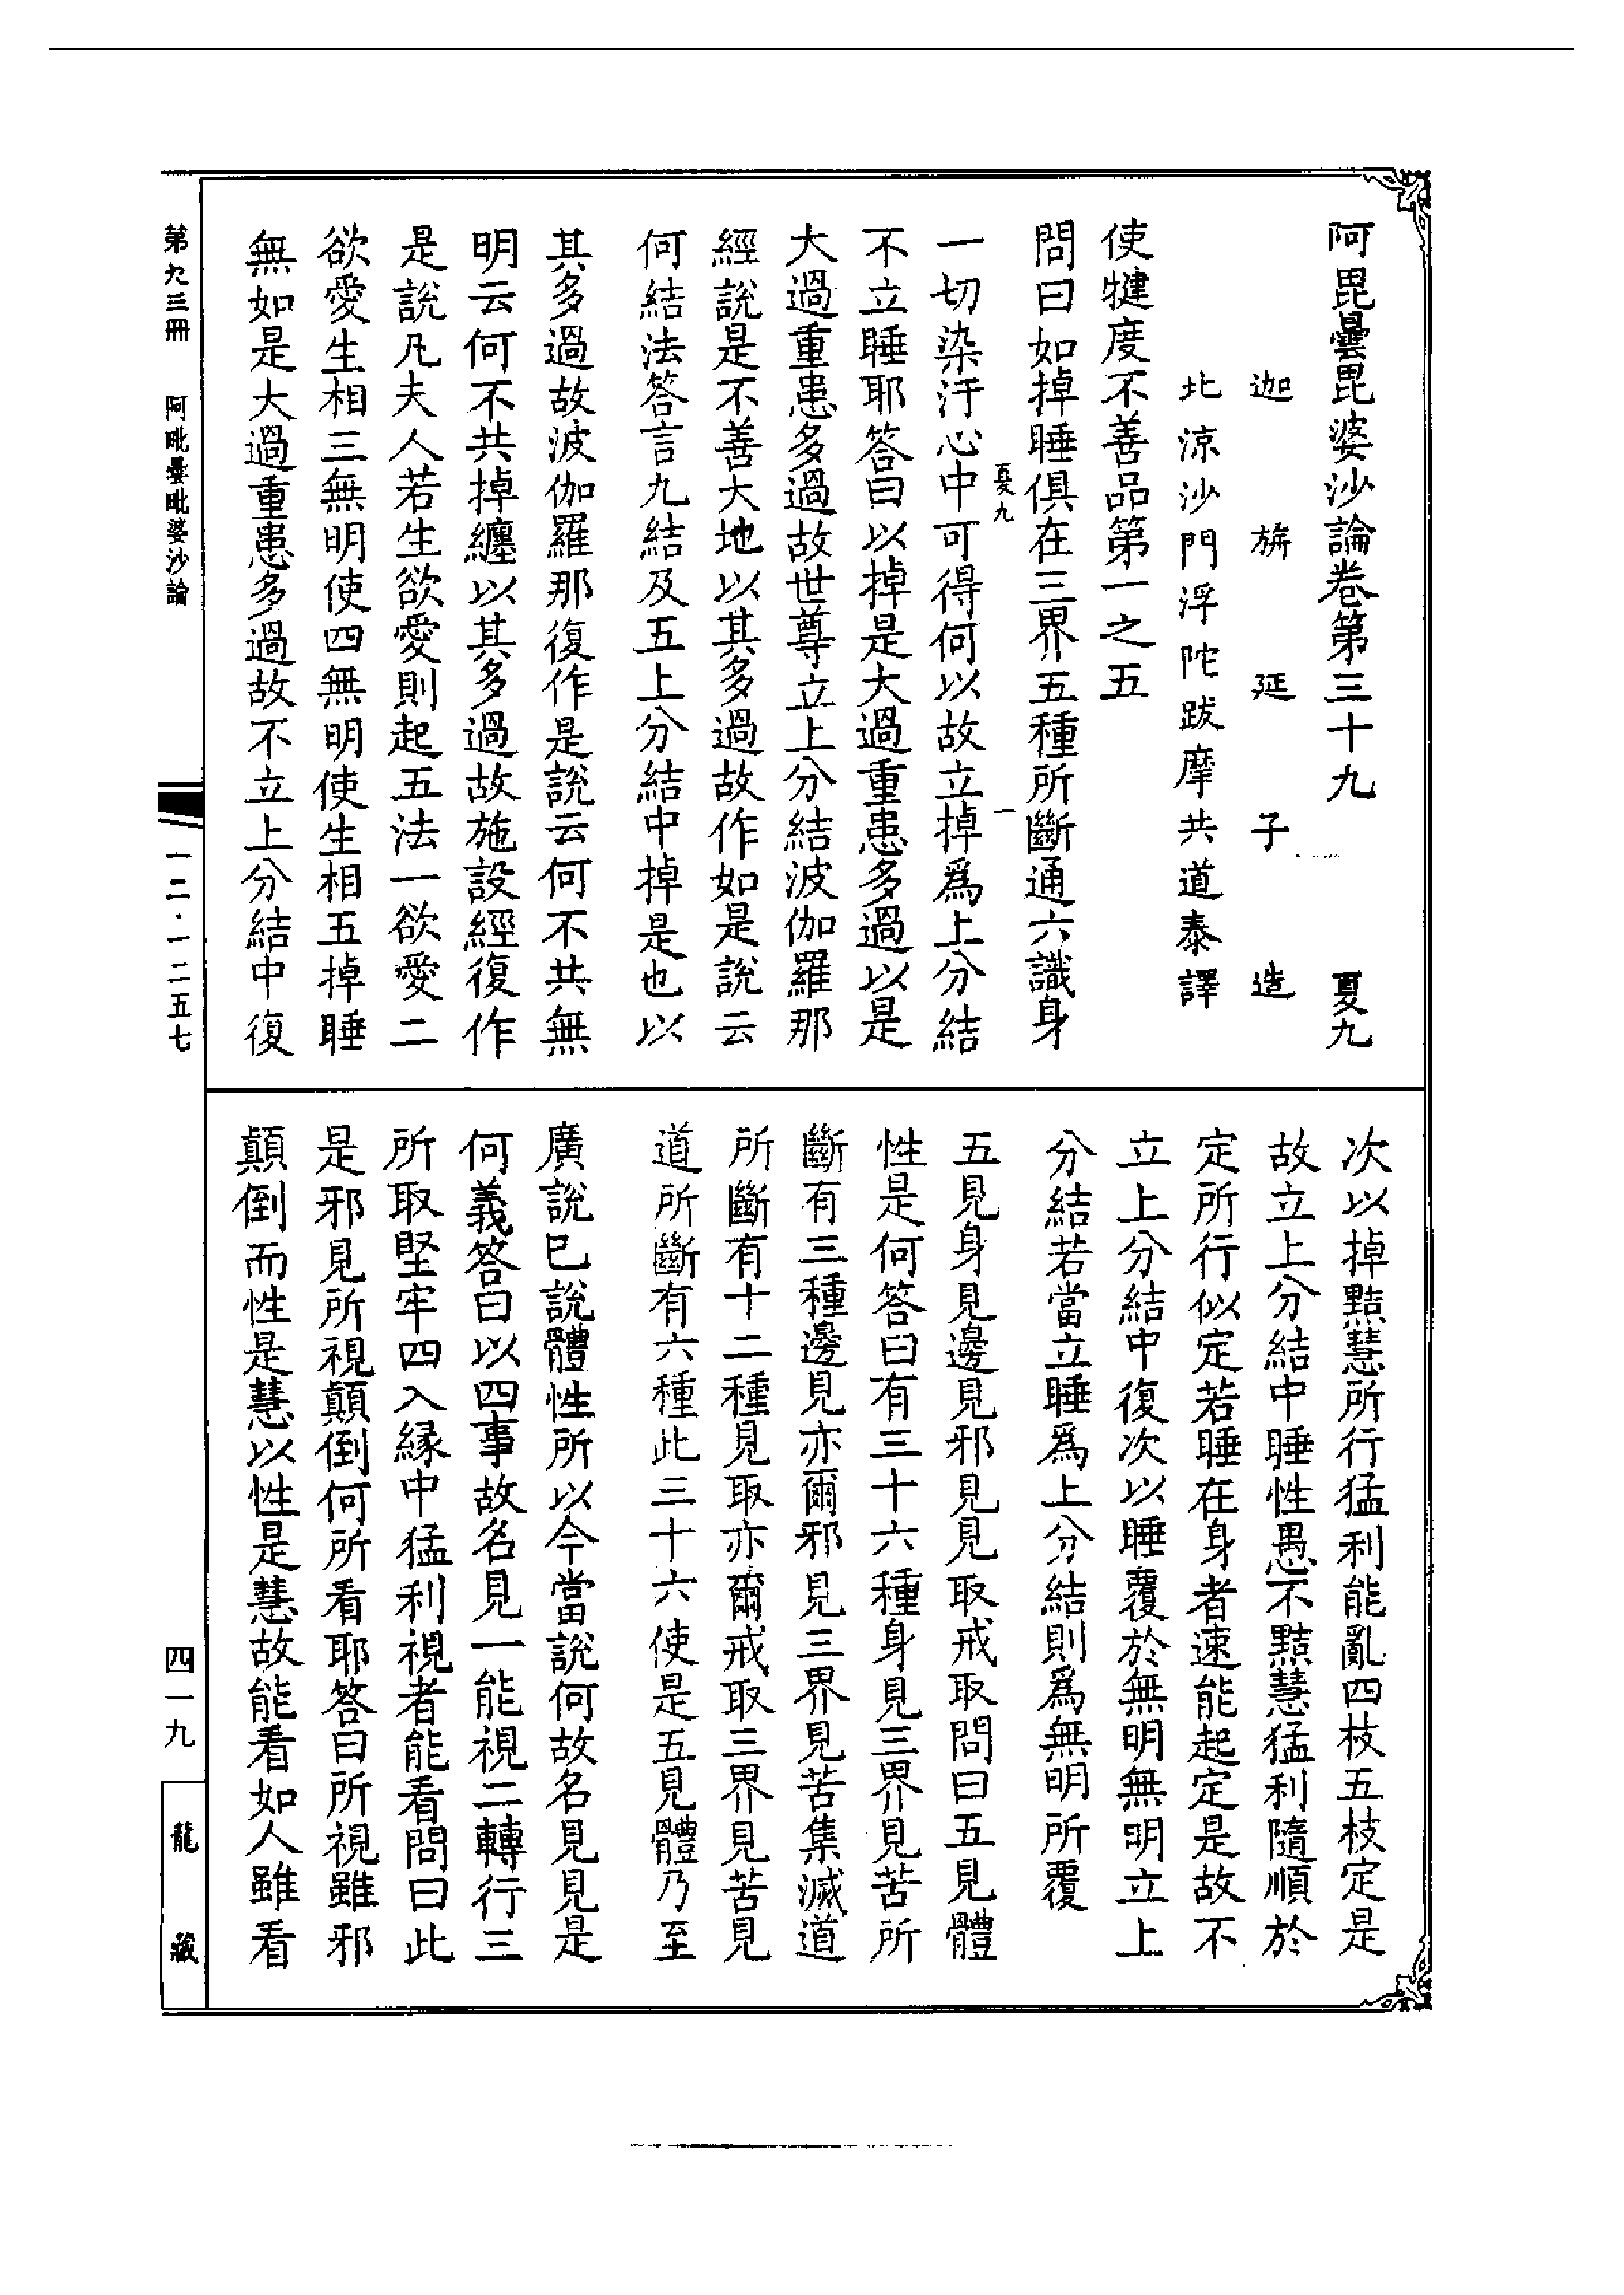 阿毘曇毘婆沙論卷第三十九 夏九
迦旃延子造
北涼沙門浮陀跋摩共道泰譯
使犍度不善品第一之五
問曰如掉睡俱在三界五種所斷通六識身
夏九 一
一切染汙心中可得何以故立掉爲上分結
不立睡耶答曰以掉是大過重患多過以是
大過重患多過故世尊立上分結波伽羅那
經說是不善大地以其多過故作如是說云
何結法答言九結及五上分結中掉是也以
其多過故波伽羅那復作是說云何不共無
明云何不共掉纏以其多過故施設經復作
是說凡夫人若生欲愛則起五法一欲愛二
欲愛生相三無明使四無明使生相五掉睡
無如是大過重患多過故不立上分結中復
次以掉黠慧所行猛利能亂四枝五枝定是
故立上分結中睡性愚不黠慧猛利隨順於
定所行似定若睡在身者速能起定是故不
立上分結中復次以睡覆於無明無明立上
分結若當立睡爲上分結則爲無明所覆
五見身見邊見邪見見取戒取問曰五見體
性是何答曰有三十六種身見三界見苦所
斷有三種邊見亦爾邪見三界見苦集滅道
所斷有十二種見取亦爾戒取三界見苦見
道所斷有六種此三十六使是五見體乃至
廣說已說體性所以今當說何故名見見是
何義答曰以四事故名見一能視二轉行三
所取堅牢四入緣中猛利視者能看問曰此
是邪見所視顛倒何所看耶答曰所視雖邪
顛倒而性是慧以性是慧故能看如人雖看
第九三冊 阿毗曇毗婆沙論 一二·一二五七 四一九 龍藏